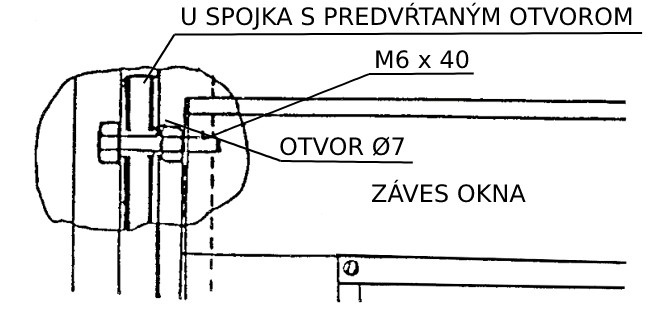 U SPOJKA S PREDVŔTANÝM OTVOROM
M6 x 40
OTVOR Ø7
ZÁVES OKNA